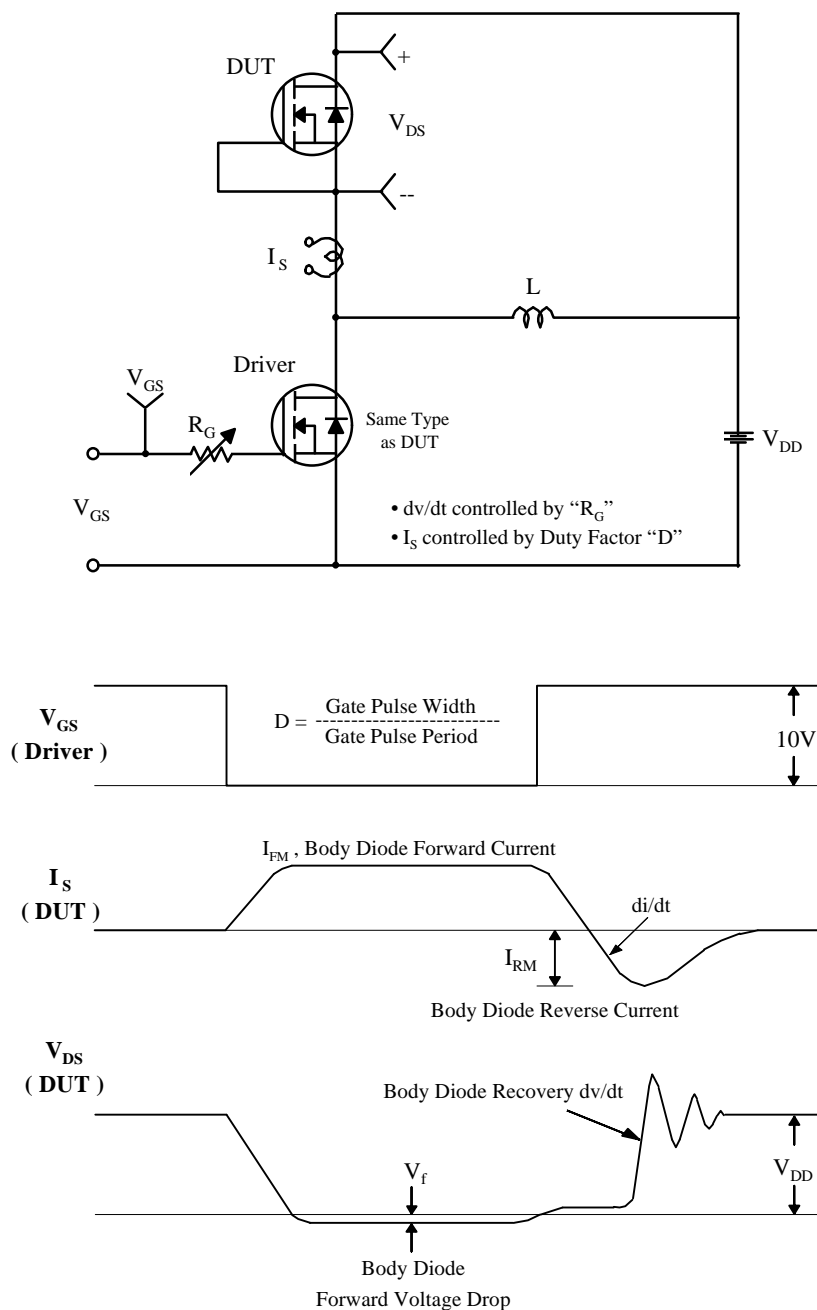 DUT
+
V_DS
--
I_S
L
Driver
V_GS
R_G
Same Type
as DUT
V_DD
V_GS
• dv/dt controlled by “R_G”
• I_S controlled by Duty Factor “D”
V_GS
( Driver )
D = Gate Pulse Width
--------------------------
Gate Pulse Period
10V
I_FM , Body Diode Forward Current
I_S
( DUT )
di/dt
I_RM
Body Diode Reverse Current
V_DS
( DUT )
Body Diode Recovery dv/dt
V_f
V_DD
Body Diode
Forward Voltage Drop